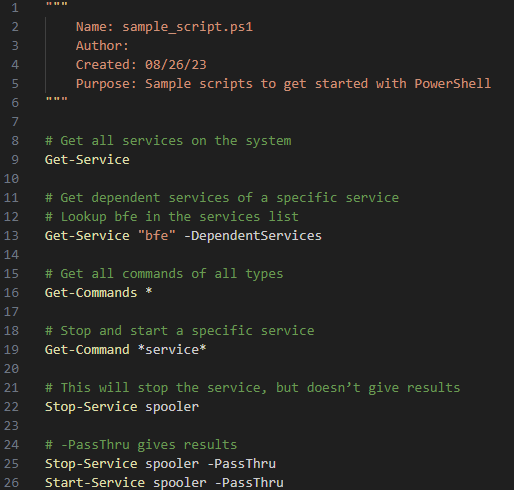 1 """
2 Name: sample_script.ps1
3 Author:
4 Created: 08/26/23
5 Purpose: Sample scripts to get started with PowerShell
6 """
7
8 # Get all services on the system
9 Get-Service
10
11 # Get dependent services of a specific service
12 # Lookup bfe in the services list
13 Get-Service "bfe" -DependentServices
14
15 # Get all commands of all types
16 Get-Commands *
17
18 # Stop and start a specific service
19 Get-Command *service*
20
21 # This will stop the service, but doesn’t give results
22 Stop-Service spooler
23
24 # -PassThru gives results
25 Stop-Service spooler -PassThru
26 Start-Service spooler -PassThru